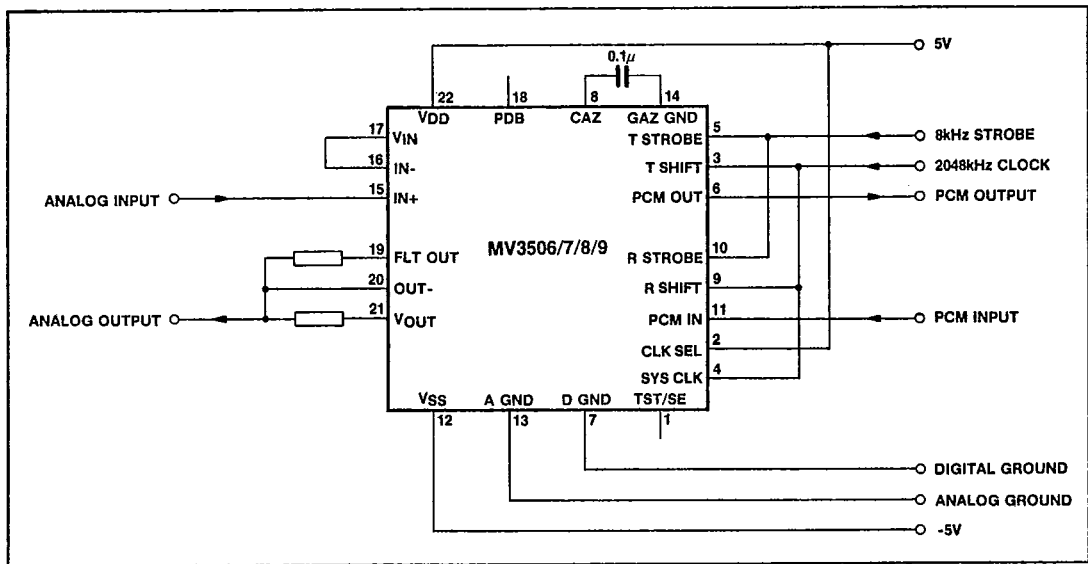 5V
0.1μ
22 18 8 14
VDD PDB CAZ GAZ GND
17 VIN
T STROBE 5
8kHz STROBE
16 IN-
T SHIFT 3
2048kHz CLOCK
ANALOG INPUT
15 IN+
PCM OUT 6
PCM OUTPUT
MV3506/7/8/9
19 FLT OUT
R STROBE 10
20 OUT-
R SHIFT 9
ANALOG OUTPUT
21 VOUT
PCM IN 11
PCM INPUT
CLK SEL 2
SYS CLK 4
VSS A GND D GND TST/SE
12 13 7 1
DIGITAL GROUND
ANALOG GROUND
-5V